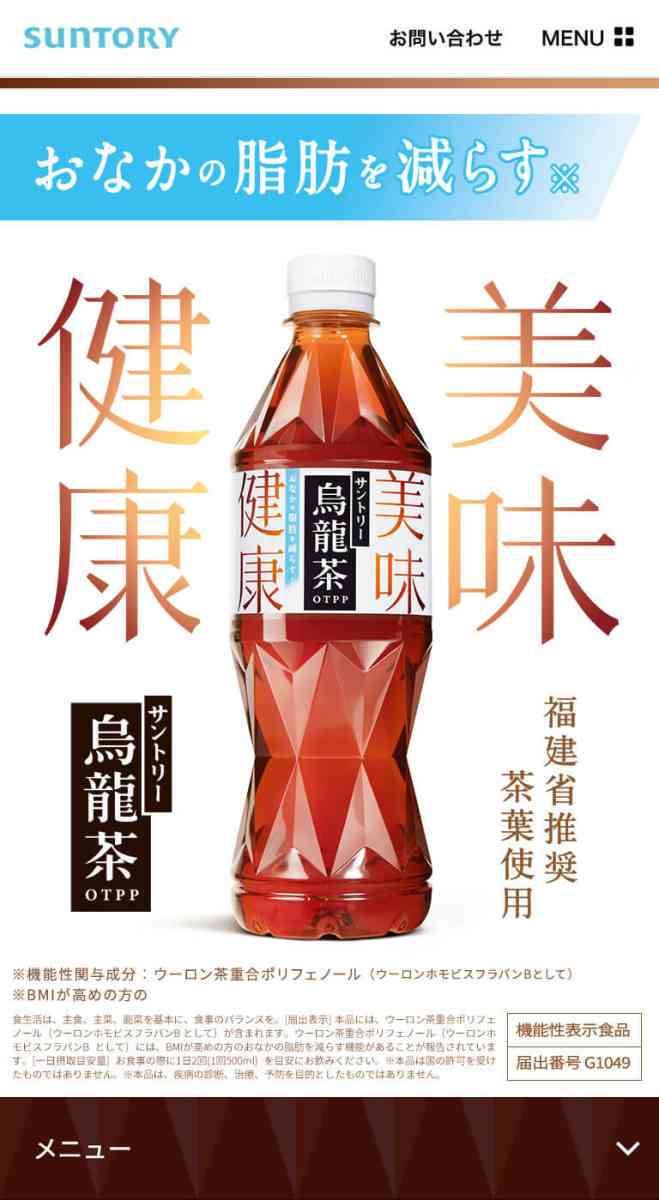 SUNTORY
お問い合わせ
MENU
おなかの脂肪を減らす※
美味
健康
サントリー
烏龍茶
OTPP
美味
健康
おなかの脂肪を減らす
サントリー
烏龍茶
OTPP
福建省推奨
茶葉使用
※機能性関与成分：ウーロン茶重合ポリフェノール（ウーロンホモビスフラバンBとして）
※BMIが高めの方の
食生活は、主食、主菜、副菜を基本に、食事のバランスを。[届出表示] 本品には、ウーロン茶重合ポリフェ
ノール（ウーロンホモビスフラバンB として）が含まれます。ウーロン茶重合ポリフェノール（ウーロンホ
モビスフラバンB として）には、BMIが高めの方のおなかの脂肪を減らす機能があることが報告されていま
す。[一日摂取目安量］お食事の際に1日2回(1回500ml) を目安にお飲みください。※本品は国の許可を受け
たものではありません。※本品は、疾病の診断、治療、予防を目的としたものではありません。
機能性表示食品
届出番号 G1049
メニュー